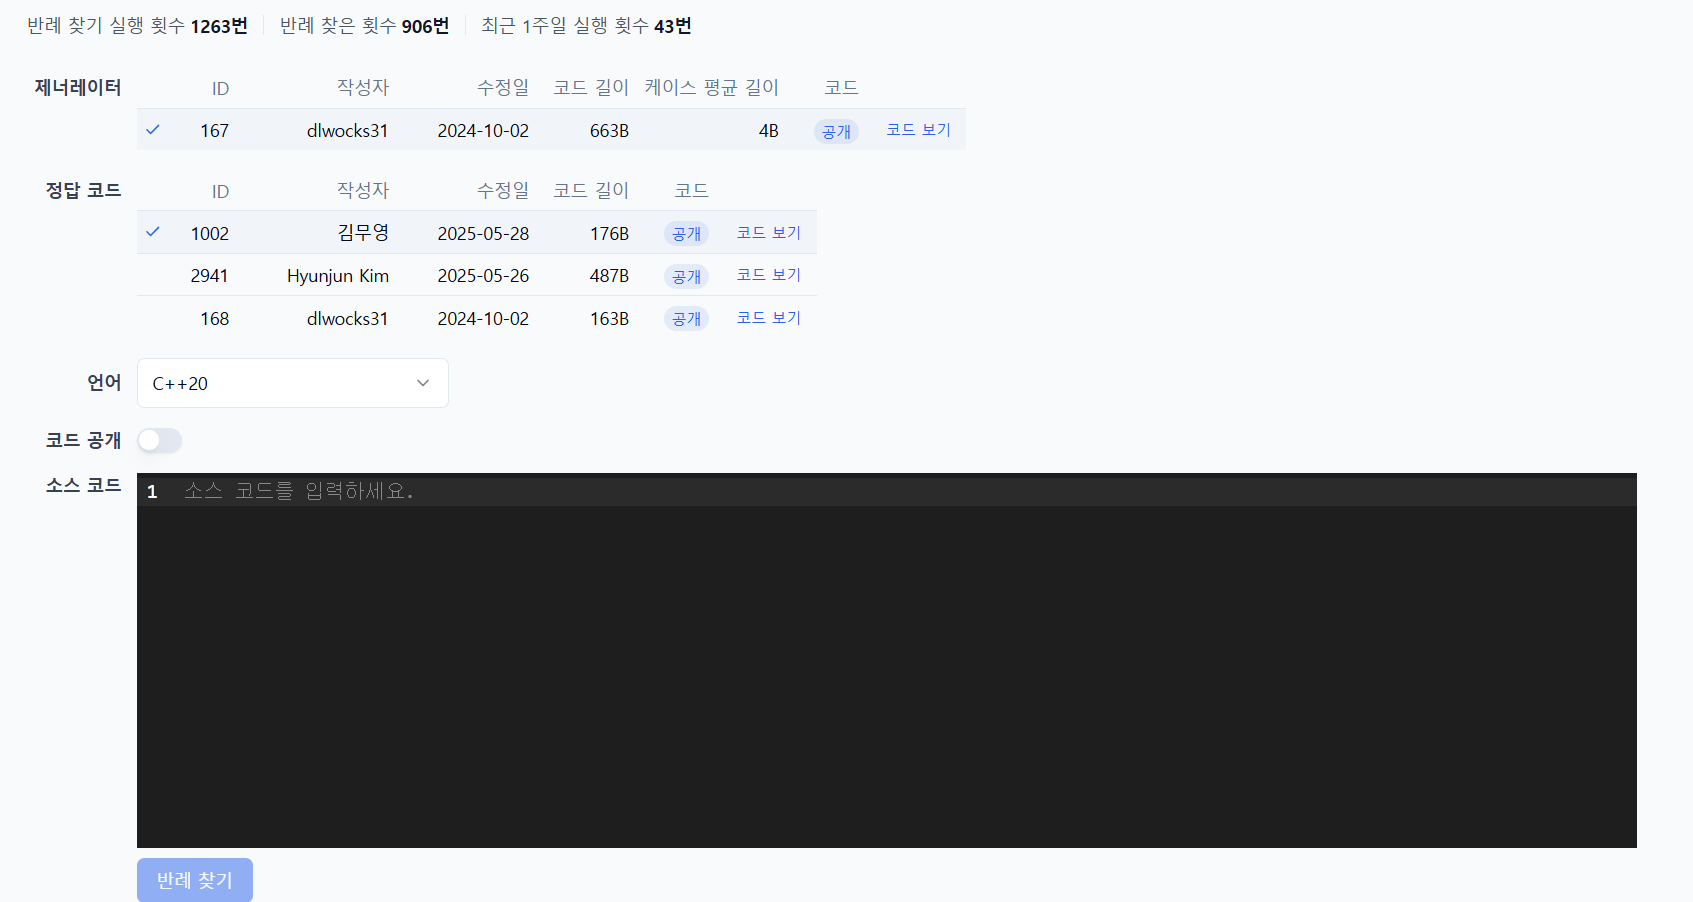 반례 찾기 실행 횟수 1263번 반례 찾은 횟수 906번 최근 1주일 실행 횟수 43번
제너레이터 ID 작성자 수정일 코드 길이 케이스 평균 길이 코드
167 dlwocks31 2024-10-02 663B 4B 공개 코드 보기
정답 코드 ID 작성자 수정일 코드 길이 코드
1002 김무영 2025-05-28 176B 공개 코드 보기
2941 Hyunjun Kim 2025-05-26 487B 공개 코드 보기
168 dlwocks31 2024-10-02 163B 공개 코드 보기
언어 C++20
코드 공개
소스 코드 1 소스 코드를 입력하세요.
반례 찾기